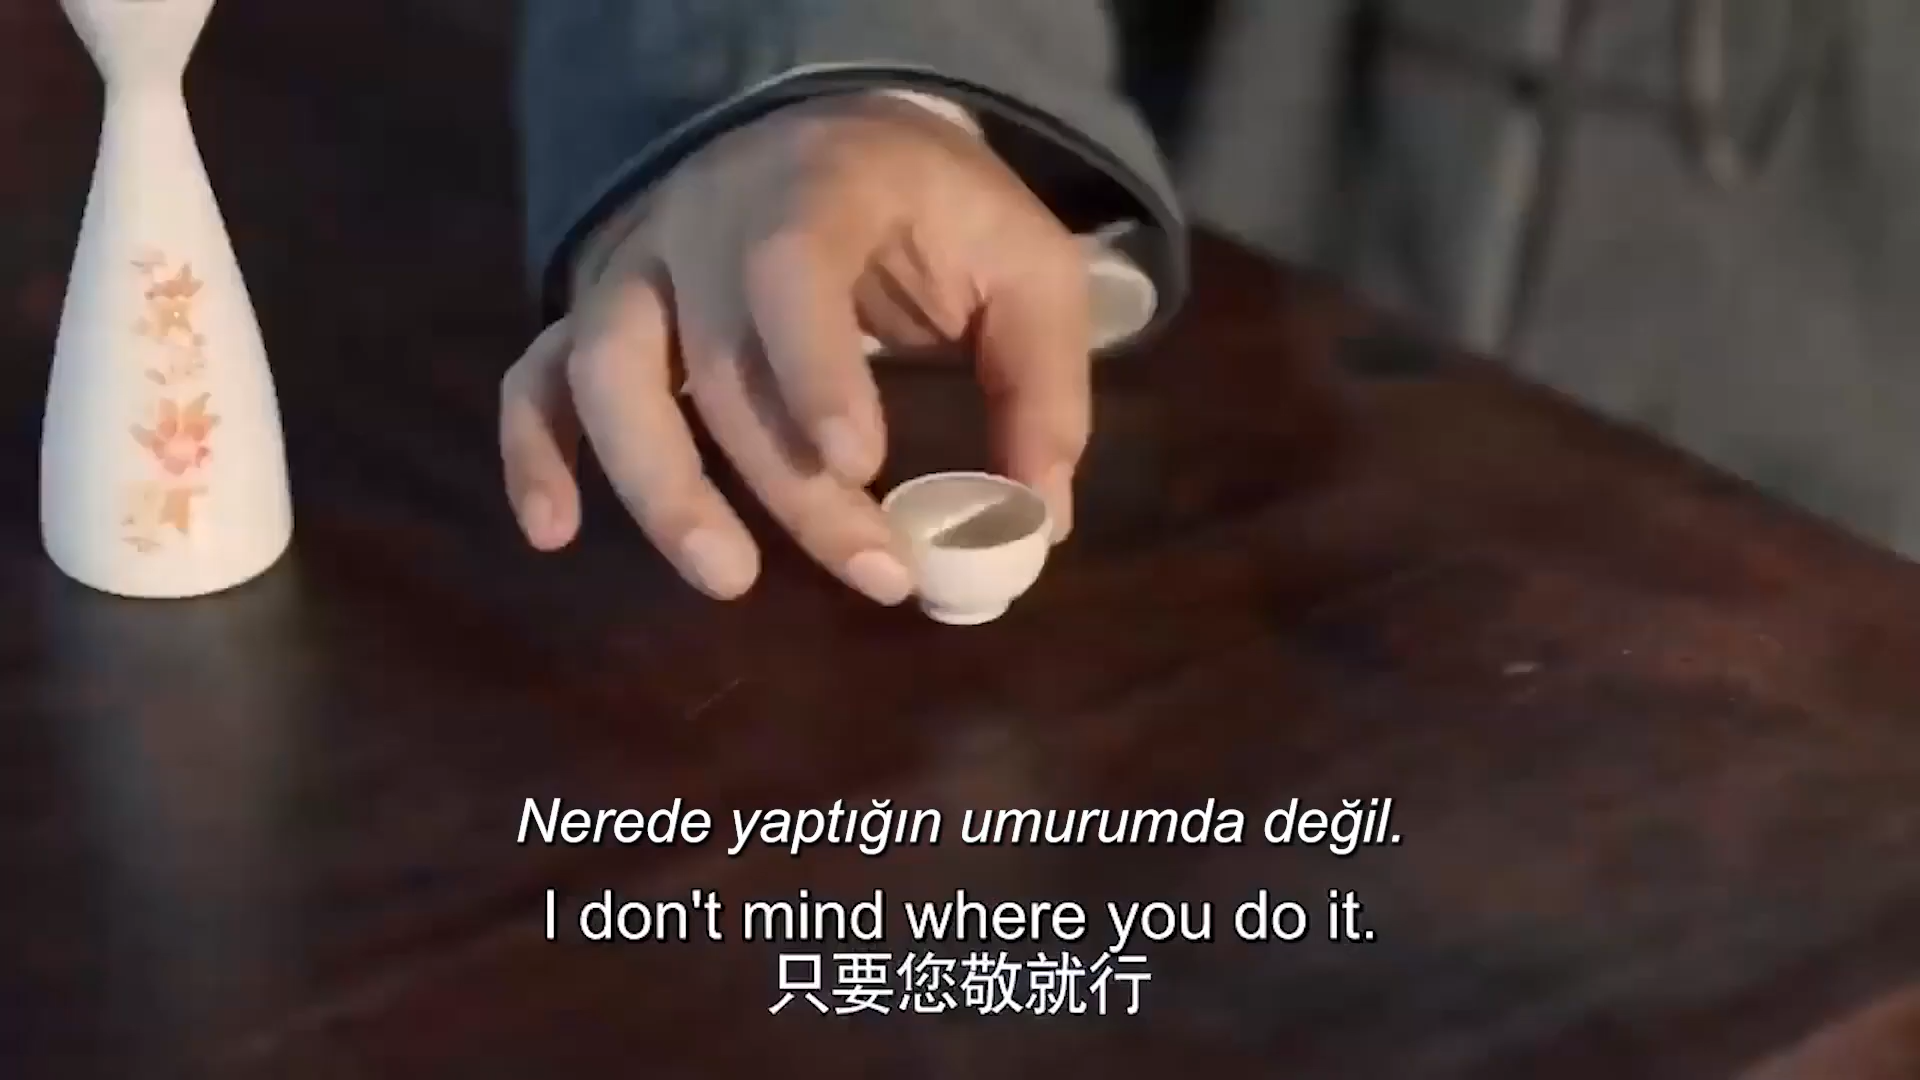 Nerede yaptığın umurumda değil.
I don't mind where you do it.
只要您敬就行